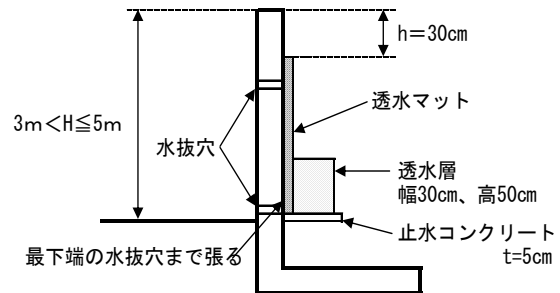 h=30cm
透水マット
3m<H≦5m
水抜穴
透水層
幅30cm、高50cm
止水コンクリート
t=5cm
最下端の水抜穴まで張る